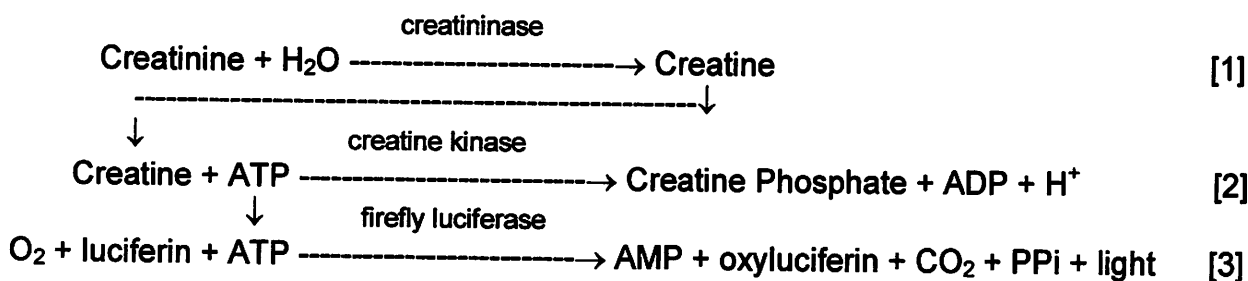 creatininase
Creatinine + H₂O ------------------------→ Creatine [1]
creatine kinase
Creatine + ATP ------------------------→ Creatine Phosphate + ADP + H⁺ [2]
firefly luciferase
O₂ + luciferin + ATP ------------------------→ AMP + oxyluciferin + CO₂ + PPi + light [3]